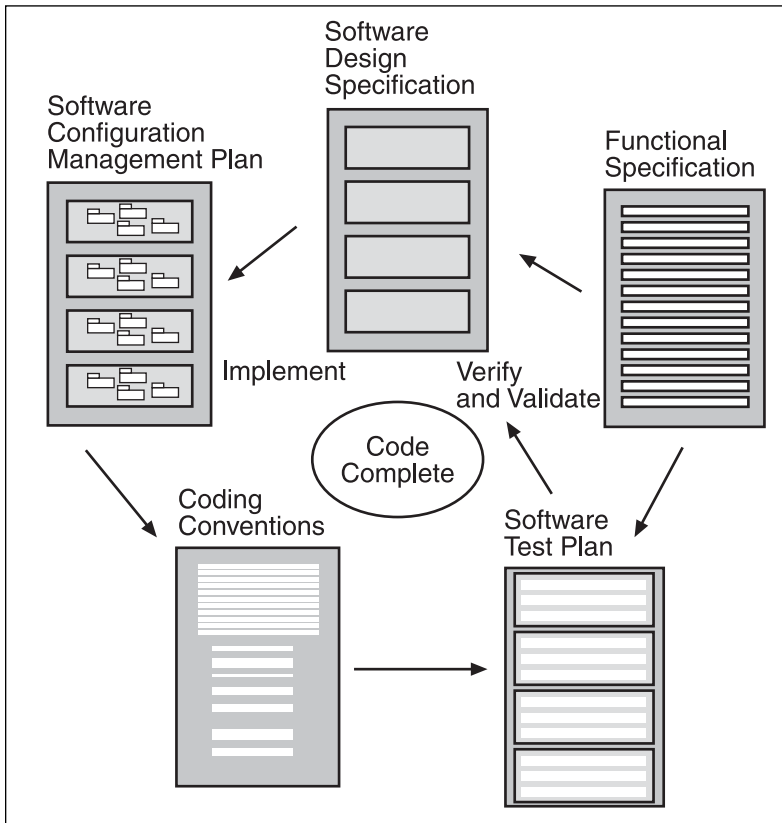 Software
Design
Specification
Software
Configuration
Management Plan
Functional
Specification
Implement
Verify
and Validate
Code
Complete
Coding
Conventions
Software
Test Plan